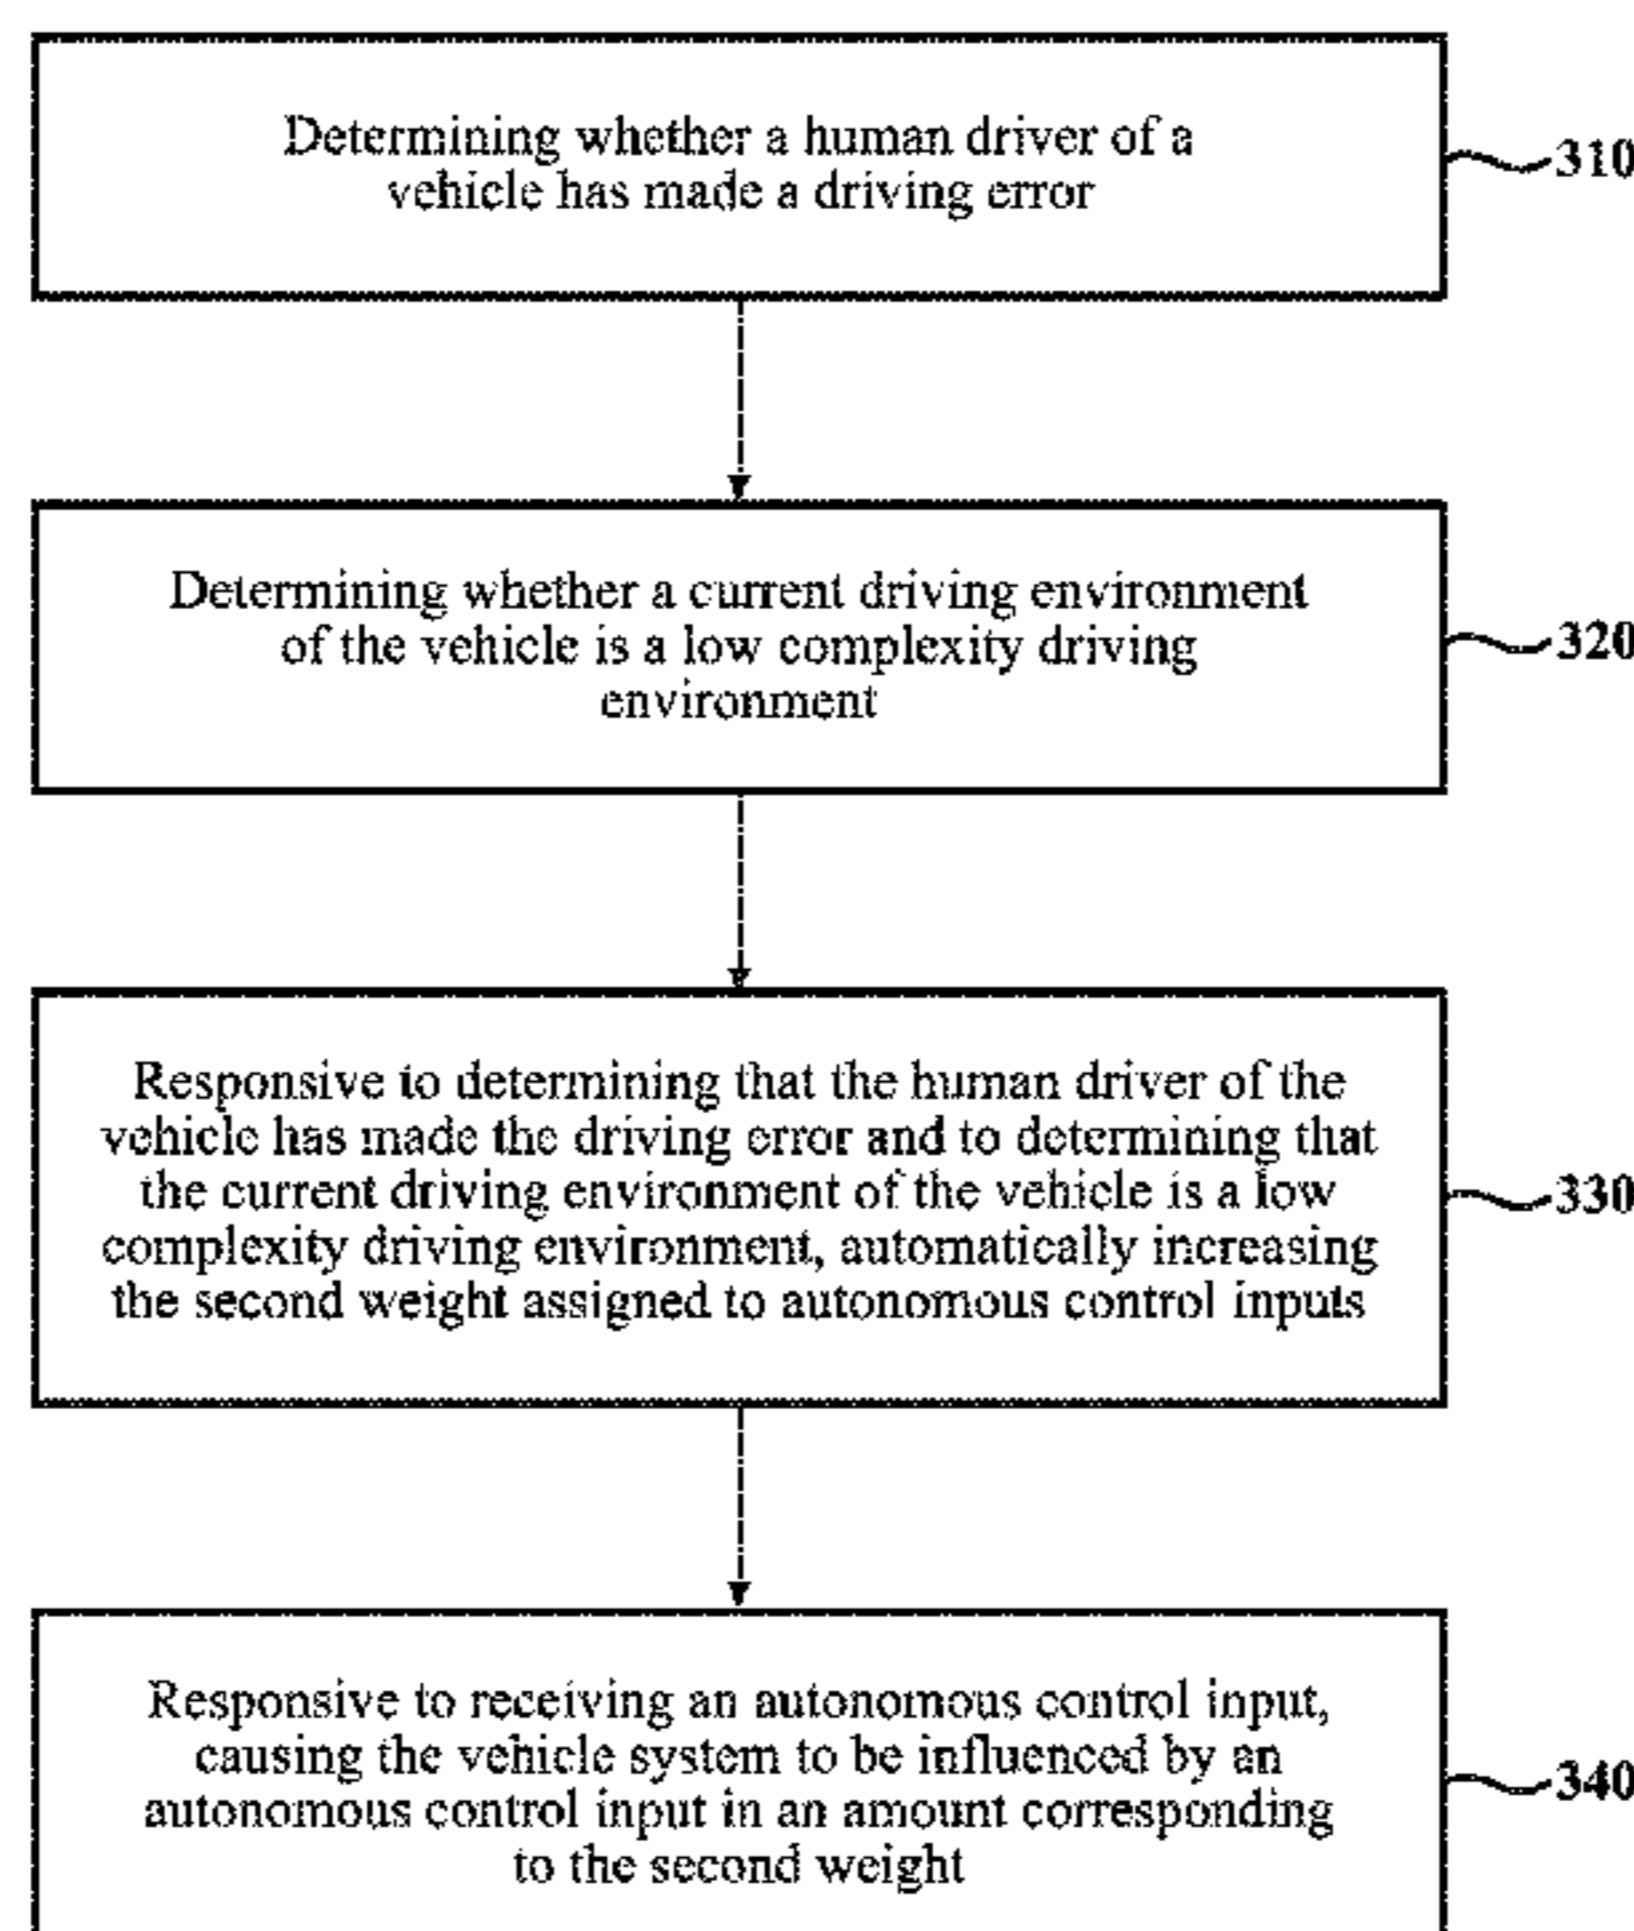 Determining whether a human driver of a
vehicle has made a driving error
310
Determining whether a current driving environment
of the vehicle is a low complexity driving
environment
320
Responsive to determining that the human driver of the
vehicle has made the driving error and to determining that
the current driving environment of the vehicle is a low
complexity driving environment, automatically increasing
the second weight assigned to autonomous control inputs
330
Responsive to receiving an autonomous control input,
causing the vehicle system to be influenced by an
autonomous control input in an amount corresponding
to the second weight
340